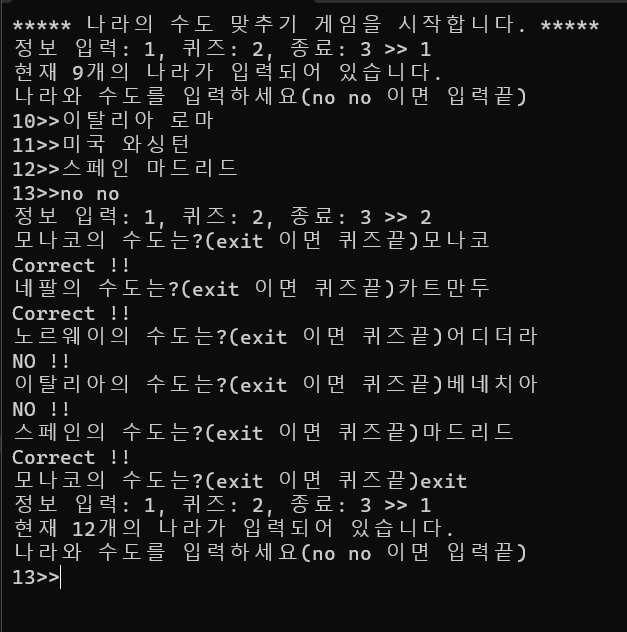 ***** 나라의 수도 맞추기 게임을 시작합니다. *****
정보 입력: 1, 퀴즈: 2, 종료: 3 >> 1
현재 9개의 나라가 입력되어 있습니다.
나라와 수도를 입력하세요(no no 이면 입력끝)
10>>이탈리아 로마
11>>미국 와싱턴
12>>스페인 마드리드
13>>no no
정보 입력: 1, 퀴즈: 2, 종료: 3 >> 2
모나코의 수도는?(exit 이면 퀴즈끝)모나코
Correct !!
네팔의 수도는?(exit 이면 퀴즈끝)카트만두
Correct !!
노르웨이의 수도는?(exit 이면 퀴즈끝)어디더라
NO !!
이탈리아의 수도는?(exit 이면 퀴즈끝)베네치아
NO !!
스페인의 수도는?(exit 이면 퀴즈끝)마드리드
Correct !!
모나코의 수도는?(exit 이면 퀴즈끝)exit
정보 입력: 1, 퀴즈: 2, 종료: 3 >> 1
현재 12개의 나라가 입력되어 있습니다.
나라와 수도를 입력하세요(no no 이면 입력끝)
13>>